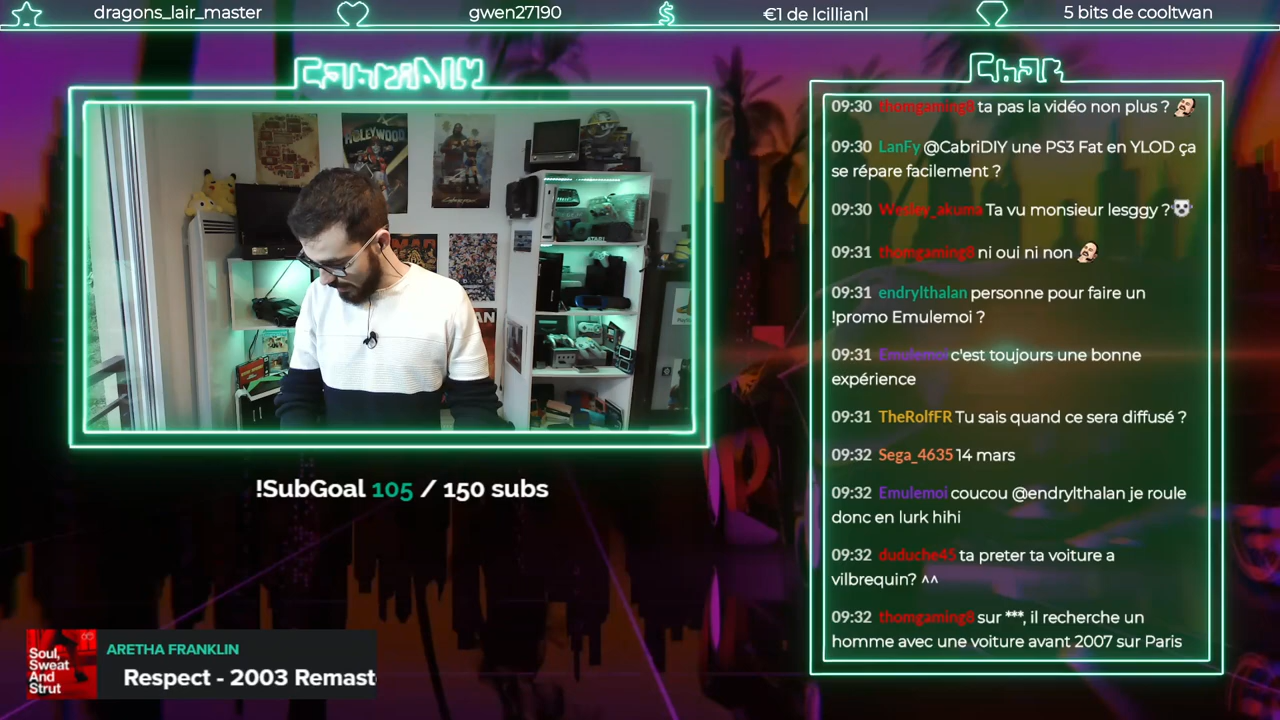 dragons_lair_master
gwen27190
€1 de lcillianl
5 bits de cooltwan
CabriDIY
Chat
09:30 thomgaming8 ta pas la vidéo non plus ?
09:30 LanFy @CabriDIY une PS3 Fat en YLOD ça
se répare facilement ?
09:30 Wesley_akuma Ta vu monsieur lesggy ?
09:31 thomgaming8 ni oui ni non
09:31 endrylthalan personne pour faire un
!promo Emulemoi ?
09:31 Emulemoi c'est toujours une bonne
expérience
09:31 TheRolfFR Tu sais quand ce sera diffusé ?
09:32 Sega_4635 14 mars
09:32 Emulemoi coucou @endrylthalan je roule
donc en lurk hihi
09:32 duduche45 ta preter ta voiture a
vilbrequin? ^^
09:32 thomgaming8 sur ***, il recherche un
homme avec une voiture avant 2007 sur Paris
HOLLYWOOD
ATARI
!SubGoal 105 / 150 subs
Soul,
Sweat
And
Strut
ARETHA FRANKLIN
Respect - 2003 Remast